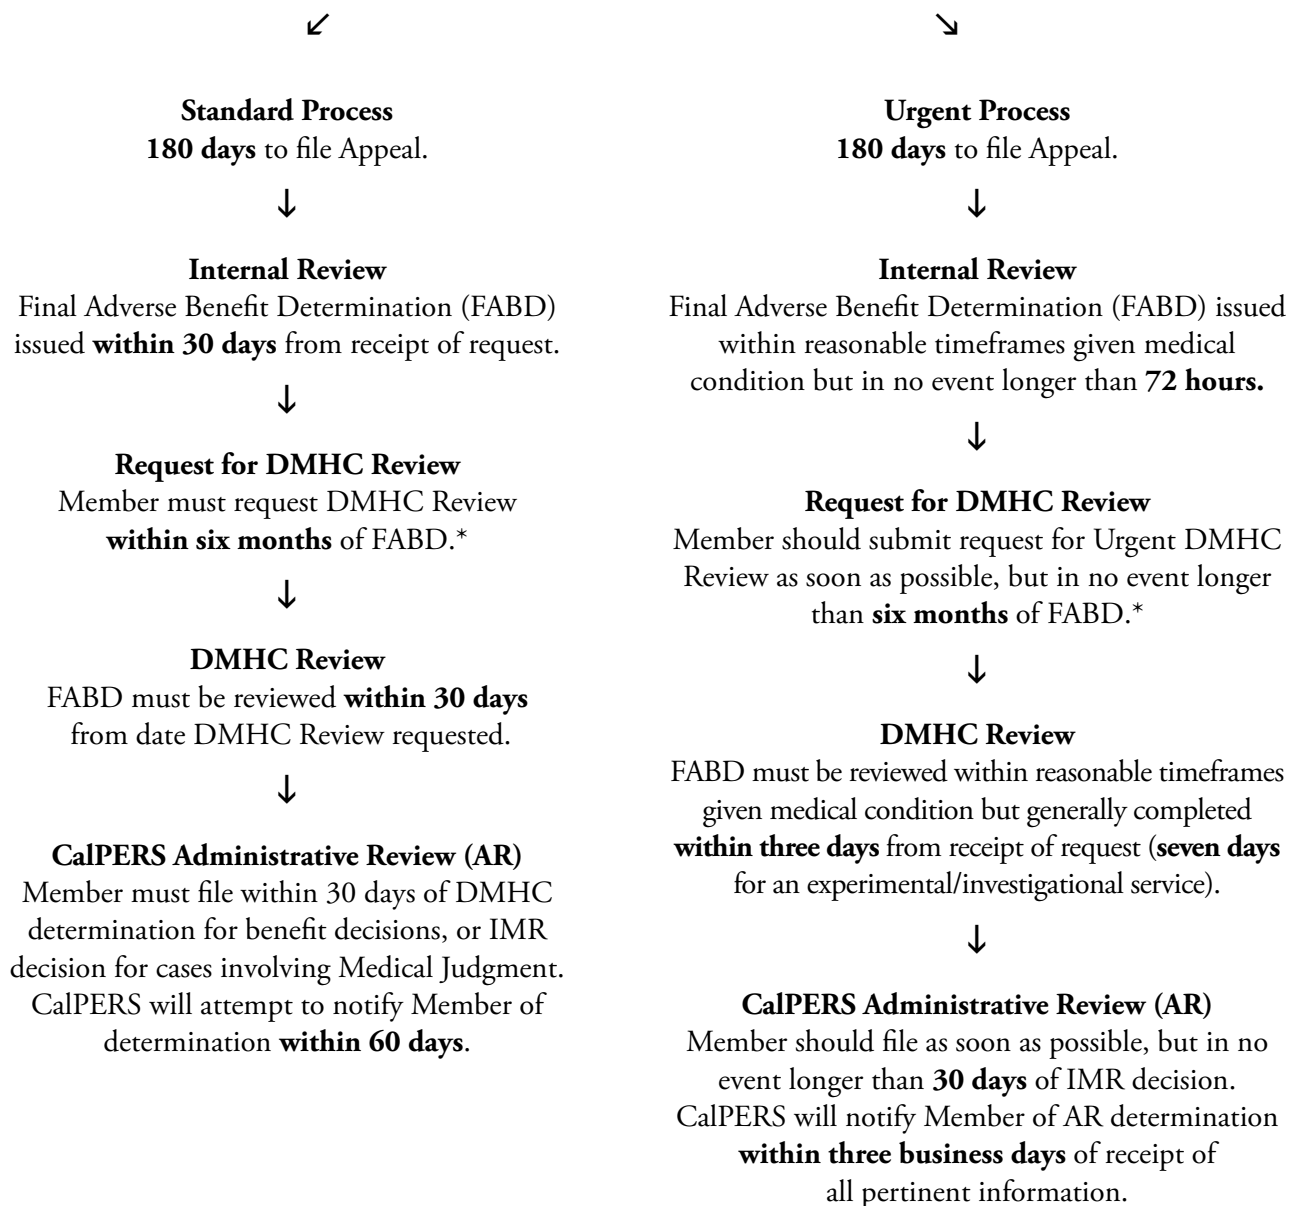 ↙
Standard Process
180 days to file Appeal.
↓
Internal Review
Final Adverse Benefit Determination (FABD)
issued within 30 days from receipt of request.
↓
Request for DMHC Review
Member must request DMHC Review
within six months of FABD.*
↓
DMHC Review
FABD must be reviewed within 30 days
from date DMHC Review requested.
↓
CalPERS Administrative Review (AR)
Member must file within 30 days of DMHC
determination for benefit decisions, or IMR
decision for cases involving Medical Judgment.
CalPERS will attempt to notify Member of
determination within 60 days.
↘
Urgent Process
180 days to file Appeal.
↓
Internal Review
Final Adverse Benefit Determination (FABD) issued
within reasonable timeframes given medical
condition but in no event longer than 72 hours.
↓
Request for DMHC Review
Member should submit request for Urgent DMHC
Review as soon as possible, but in no event longer
than six months of FABD.*
↓
DMHC Review
FABD must be reviewed within reasonable timeframes
given medical condition but generally completed
within three days from receipt of request (seven days
for an experimental/investigational service).
↓
CalPERS Administrative Review (AR)
Member should file as soon as possible, but in no
event longer than 30 days of IMR decision.
CalPERS will notify Member of AR determination
within three business days of receipt of
all pertinent information.